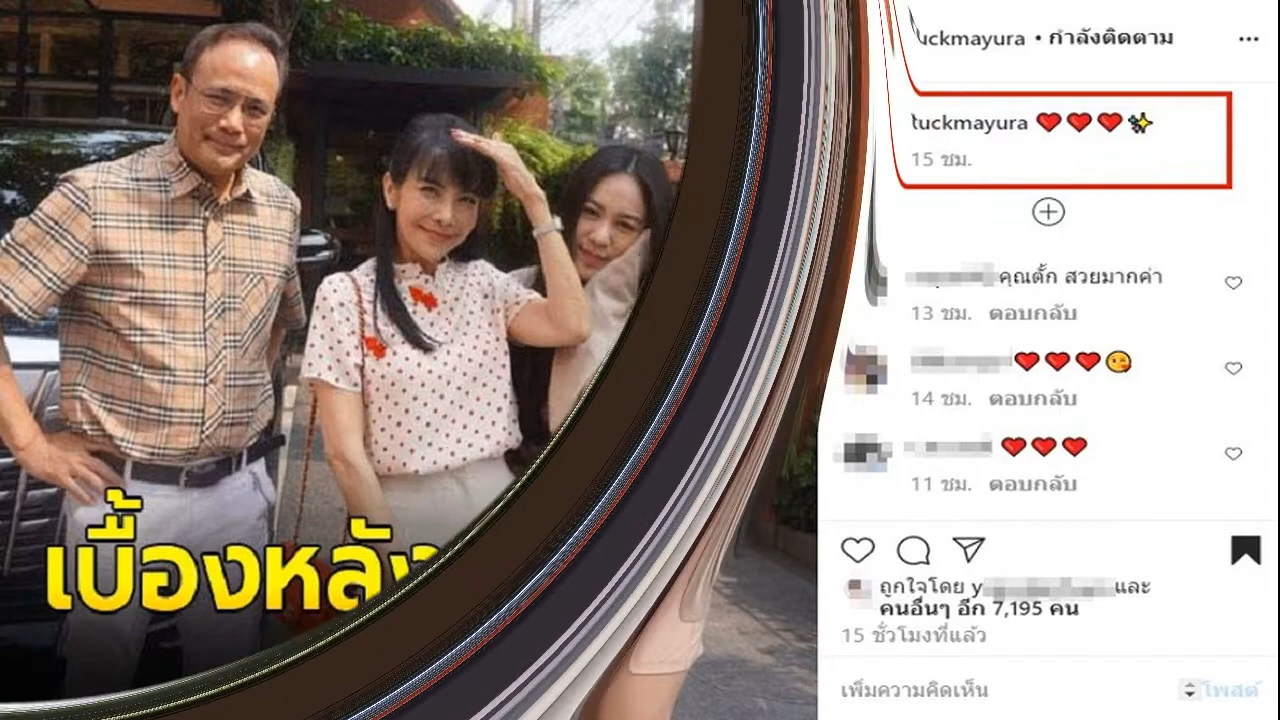 เบื้องหลัง
uckmayura • กำลังติดตาม
tuckmayura ❤️❤️❤️✨
15 ชม.
คุณตั้ก สวยมากค่า
13 ชม. ตอบกลับ
❤️❤️❤️😘
14 ชม. ตอบกลับ
❤️❤️❤️
11 ชม. ตอบกลับ
ถูกใจโดย y และ
คนอื่นๆ อีก 7,195 คน
15 ชั่วโมงที่แล้ว
เพิ่มความคิดเห็น
โพสต์